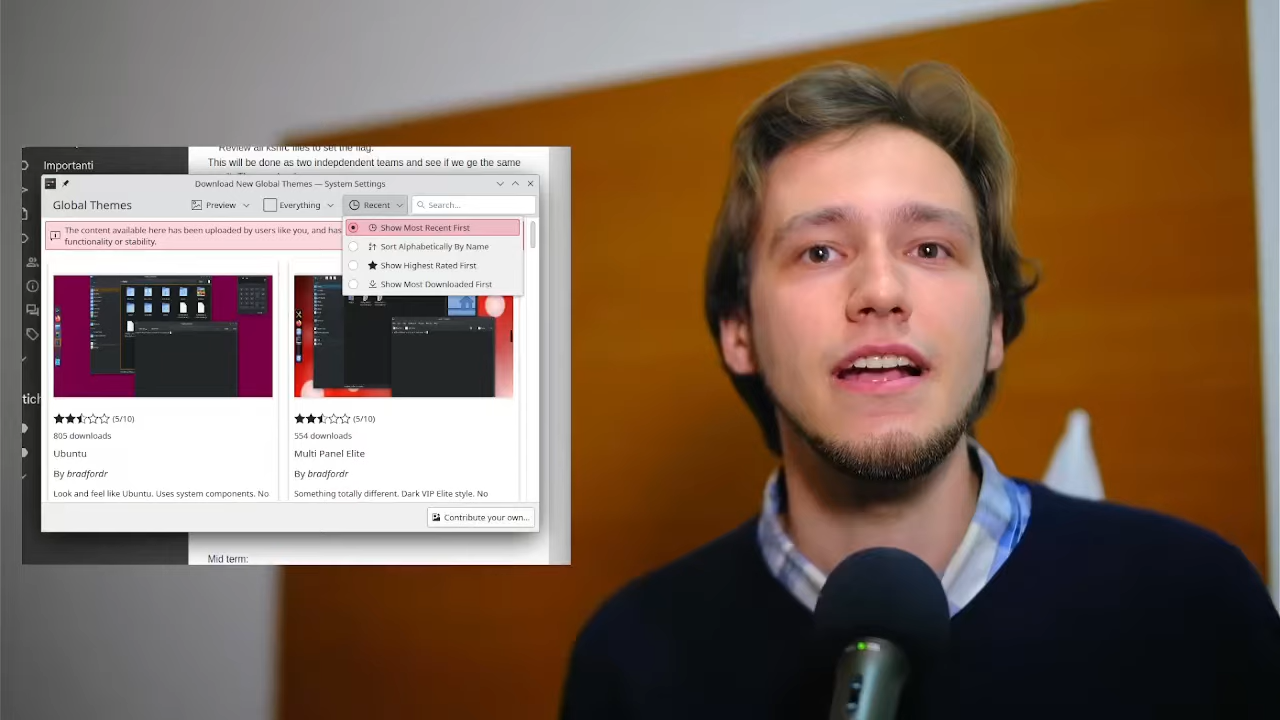 Importanti
Review all ksnrc files to set the flag.
This will be done as two indepdendent teams and see if we ge the same
Download New Global Themes — System Settings
Global Themes
Preview
Everything
Recent
Search...
The content available here has been uploaded by users like you, and has
functionality or stability.
Show Most Recent First
Sort Alphabetically By Name
Show Highest Rated First
Show Most Downloaded First
(5/10)
805 downloads
Ubuntu
By bradfordr
Look and feel like Ubuntu. Uses system components. No
(5/10)
554 downloads
Multi Panel Elite
By bradfordr
Something totally different. Dark VIP Elite style. No
Contribute your own...
tich
Mid term: